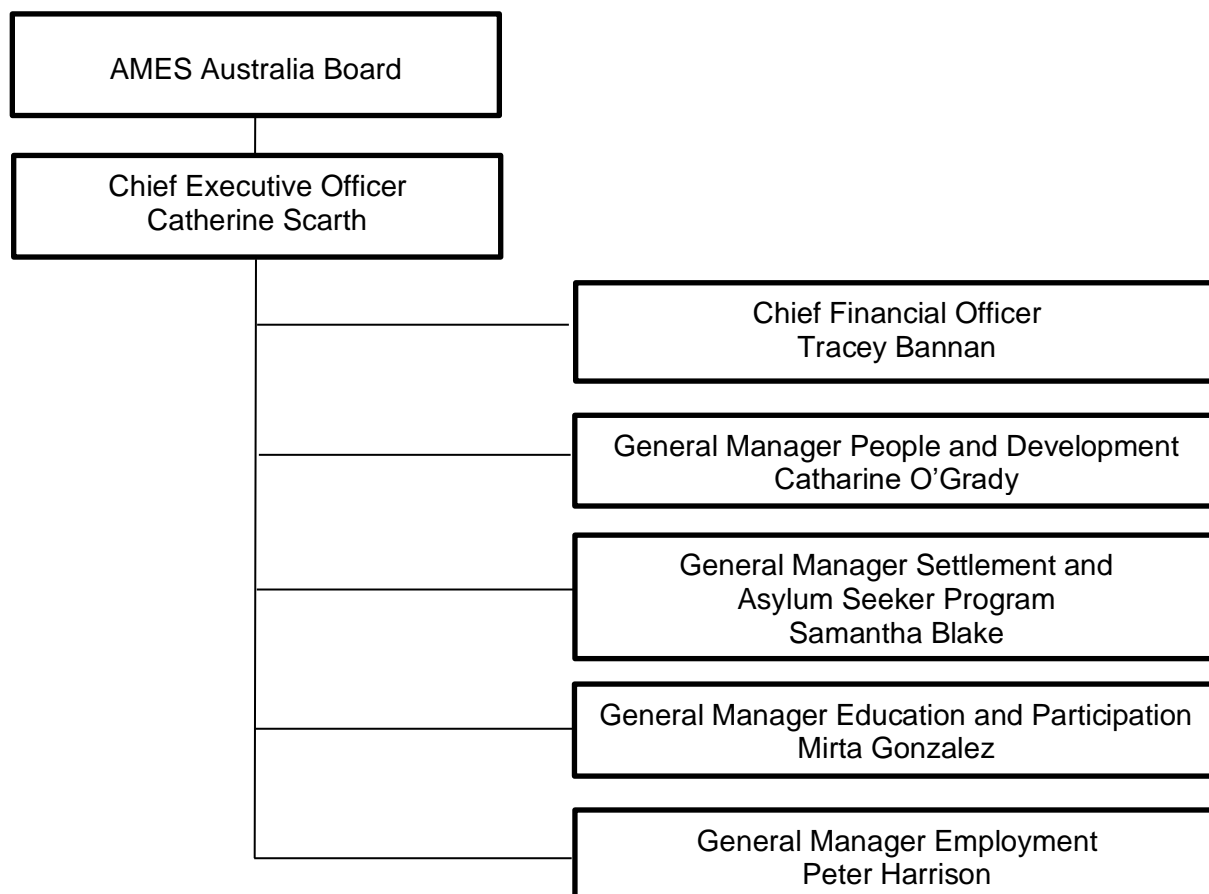 AMES Australia Board
Chief Executive Officer
Catherine Scarth
Chief Financial Officer
Tracey Bannan
General Manager People and Development
Catharine O’Grady
General Manager Settlement and
Asylum Seeker Program
Samantha Blake
General Manager Education and Participation
Mirta Gonzalez
General Manager Employment
Peter Harrison